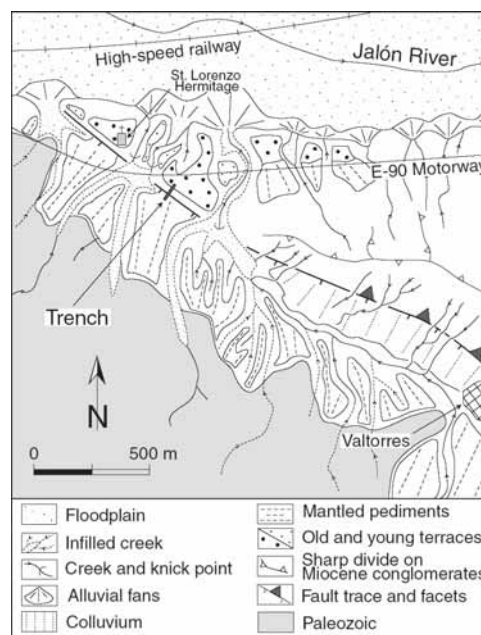 High-speed railway
Jalón River
St. Lorenzo
Hermitage
E-90 Motorway
Trench
N
0 500 m
Valtorres
Floodplain
Infilled creek
Creek and knick point
Alluvial fans
Colluvium
Mantled pediments
Old and young terraces
Sharp divide on
Miocene conglomerates
Fault trace and facets
Paleozoic